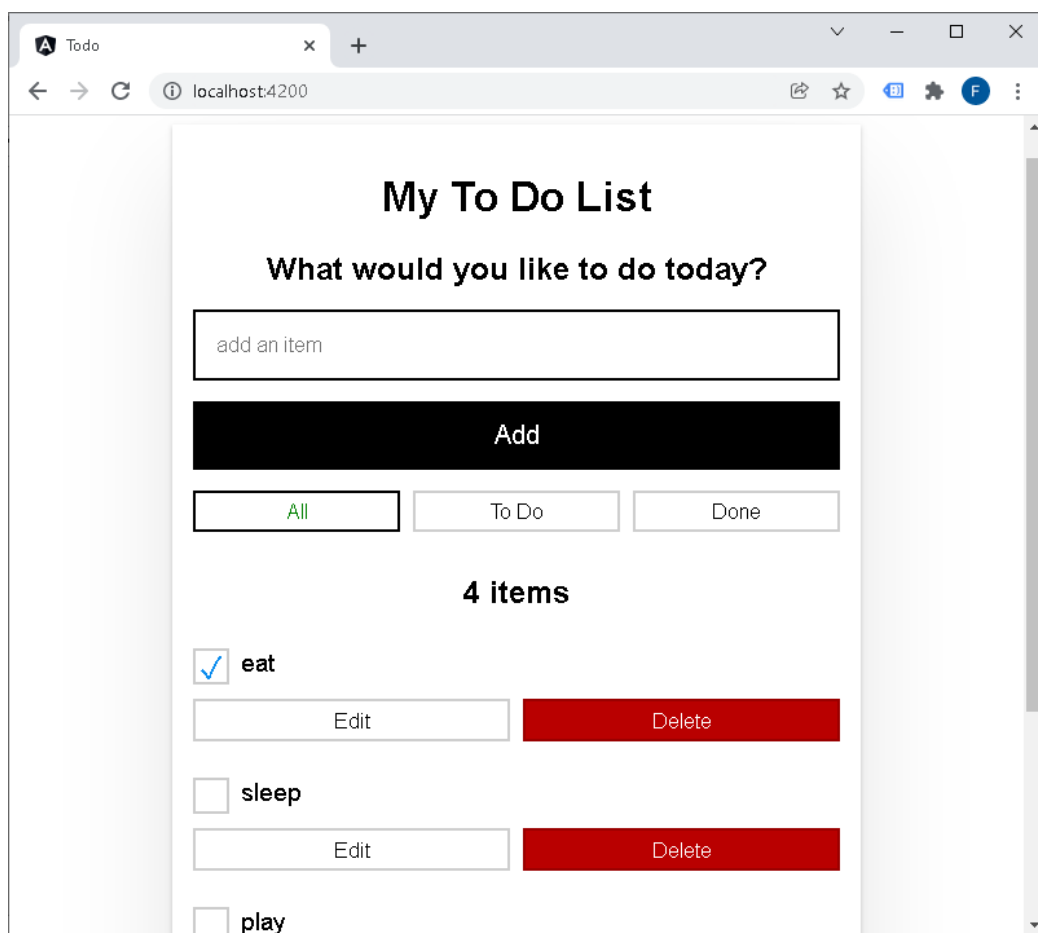 Todo
localhost:4200
F
My To Do List
What would you like to do today?
add an item
Add
All To Do Done
4 items
eat
Edit Delete
sleep
Edit Delete
play